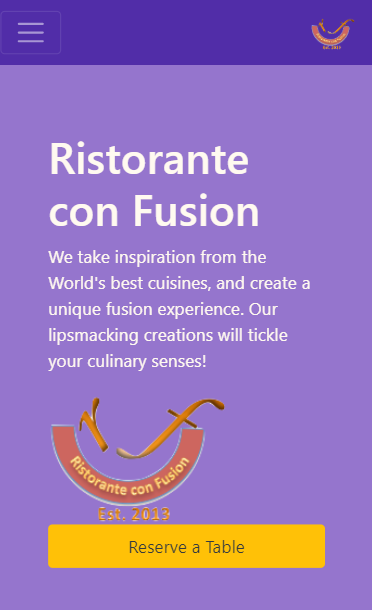 Ristorante
con Fusion
We take inspiration from the
World's best cuisines, and create a
unique fusion experience. Our
lipsmacking creations will tickle
your culinary senses!
Ristorante con Fusion
Est. 2013
Reserve a Table